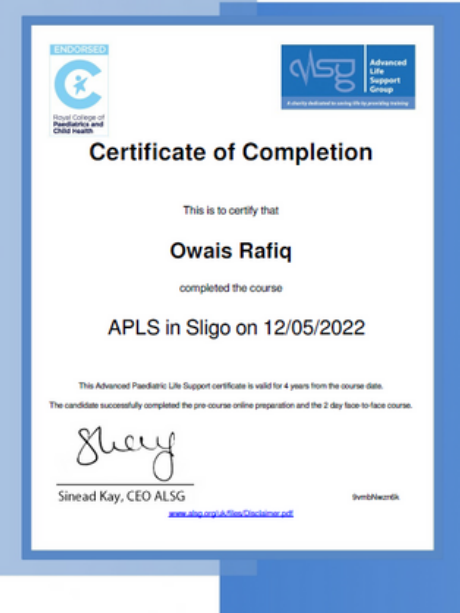 ENDORSED
Royal College of
Paediatrics and
Child Health
alsg
Advanced
Life
Support
Group
A charity dedicated to saving life by providing training
Certificate of Completion
This is to certify that
Owais Rafiq
completed the course
APLS in Sligo on 12/05/2022
This Advanced Paediatric Life Support certificate is valid for 4 years from the course date.
The candidate successfully completed the pre-course online preparation and the 2 day face-to-face course.
Sinead Kay, CEO ALSG
www.alsg.org/uk/files/Disclaimer.pdf